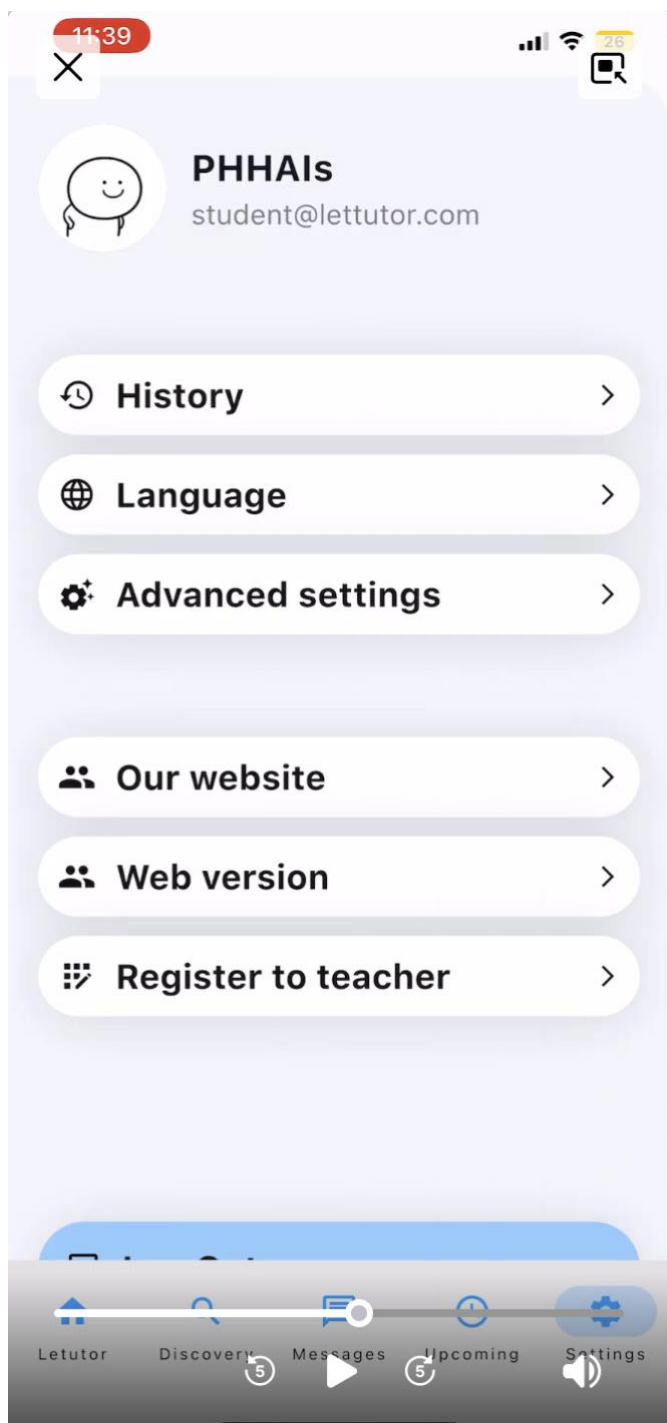 11:39
26
PHHAIs
student@lettutor.com
History
Language
Advanced settings
Our website
Web version
Register to teacher
Letutor Discovery Messages Upcoming Settings
5 5